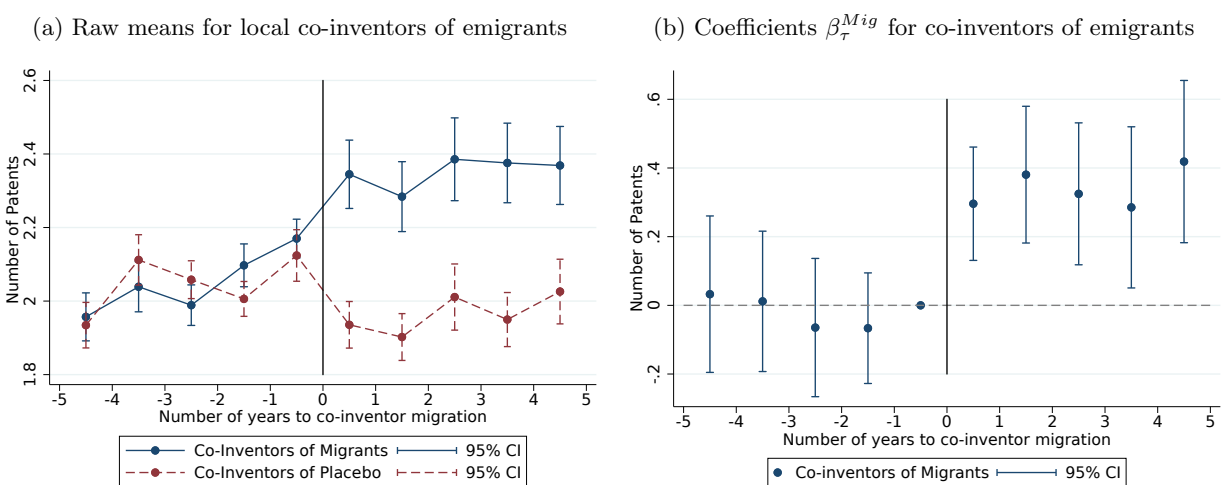 (a) Raw means for local co-inventors of emigrants
Number of Patents
2.6
2.4
2.2
2
1.8
-5 -4 -3 -2 -1 0 1 2 3 4 5
Number of years to co-inventor migration
Co-Inventors of Migrants 95% CI
Co-Inventors of Placebo 95% CI
(b) Coefficients β_τ^{Mig} for co-inventors of emigrants
Number of Patents
.6
.4
.2
0
-.2
-5 -4 -3 -2 -1 0 1 2 3 4 5
Number of years to co-inventor migration
Co-inventors of Migrants 95% CI